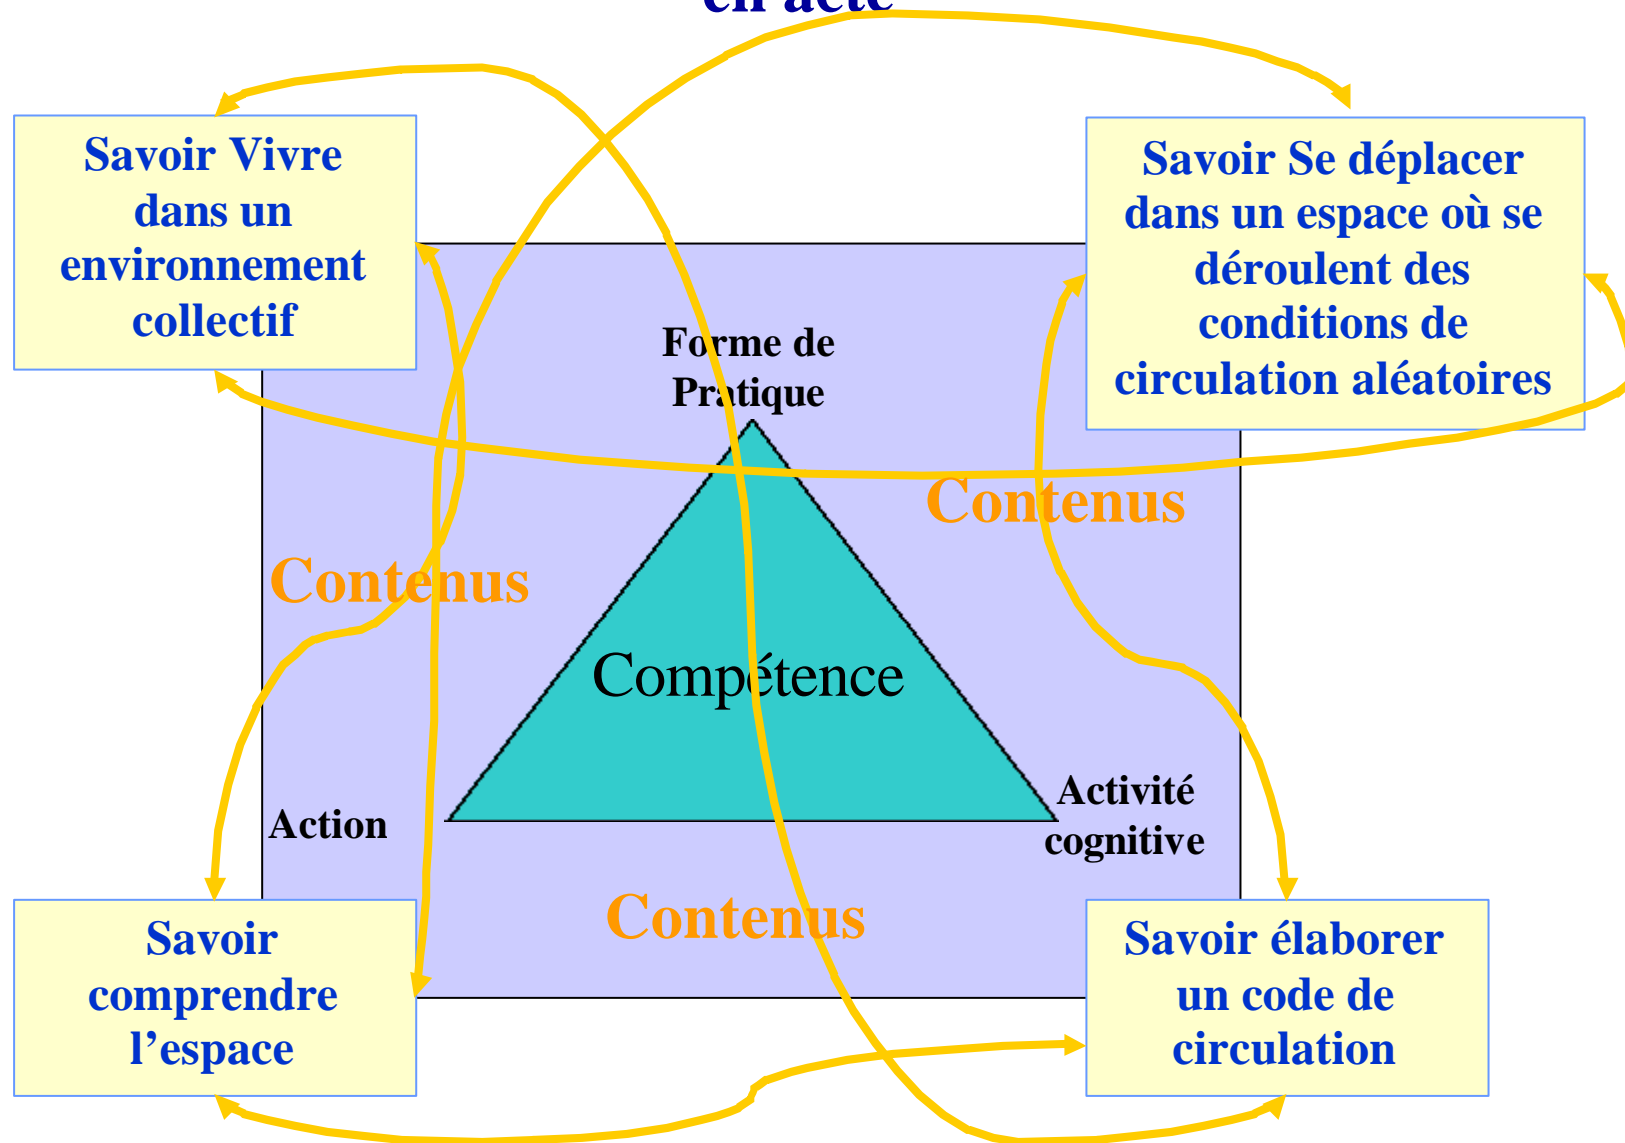 en acte
Savoir Vivre
dans un
environnement
collectif
Savoir Se déplacer
dans un espace où se
déroulent des
conditions de
circulation aléatoires
Forme de
Pratique
Contenus
Contenus
Compétence
Action
Activité
cognitive
Contenus
Savoir
comprendre
l’espace
Savoir élaborer
un code de
circulation